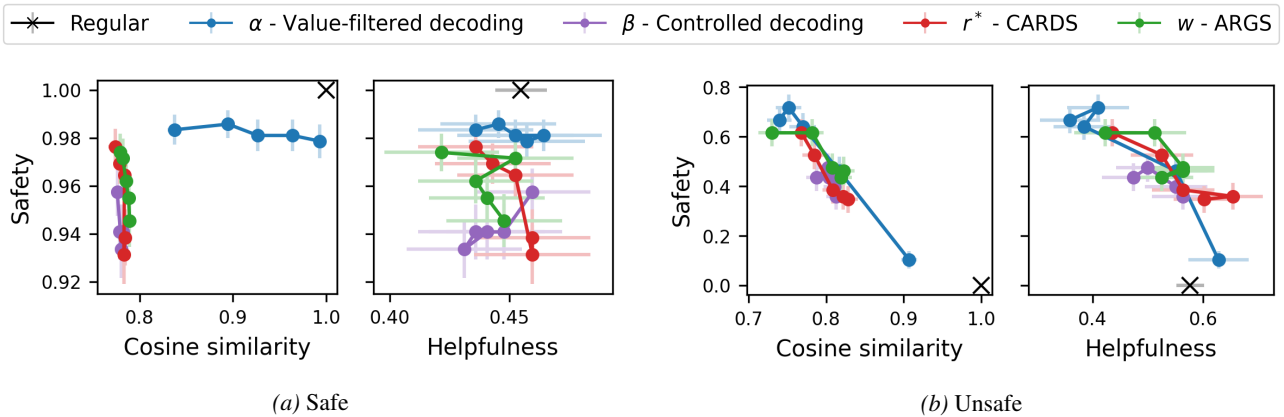 Regular α - Value-filtered decoding β - Controlled decoding r* - CARDS w - ARGS
1.00
0.98
0.96
0.94
0.92
Safety
0.8 0.9 1.0
Cosine similarity
0.40 0.45
Helpfulness
0.8
0.6
0.4
0.2
0.0
Safety
0.7 0.8 0.9 1.0
Cosine similarity
0.4 0.6
Helpfulness
(a) Safe
(b) Unsafe